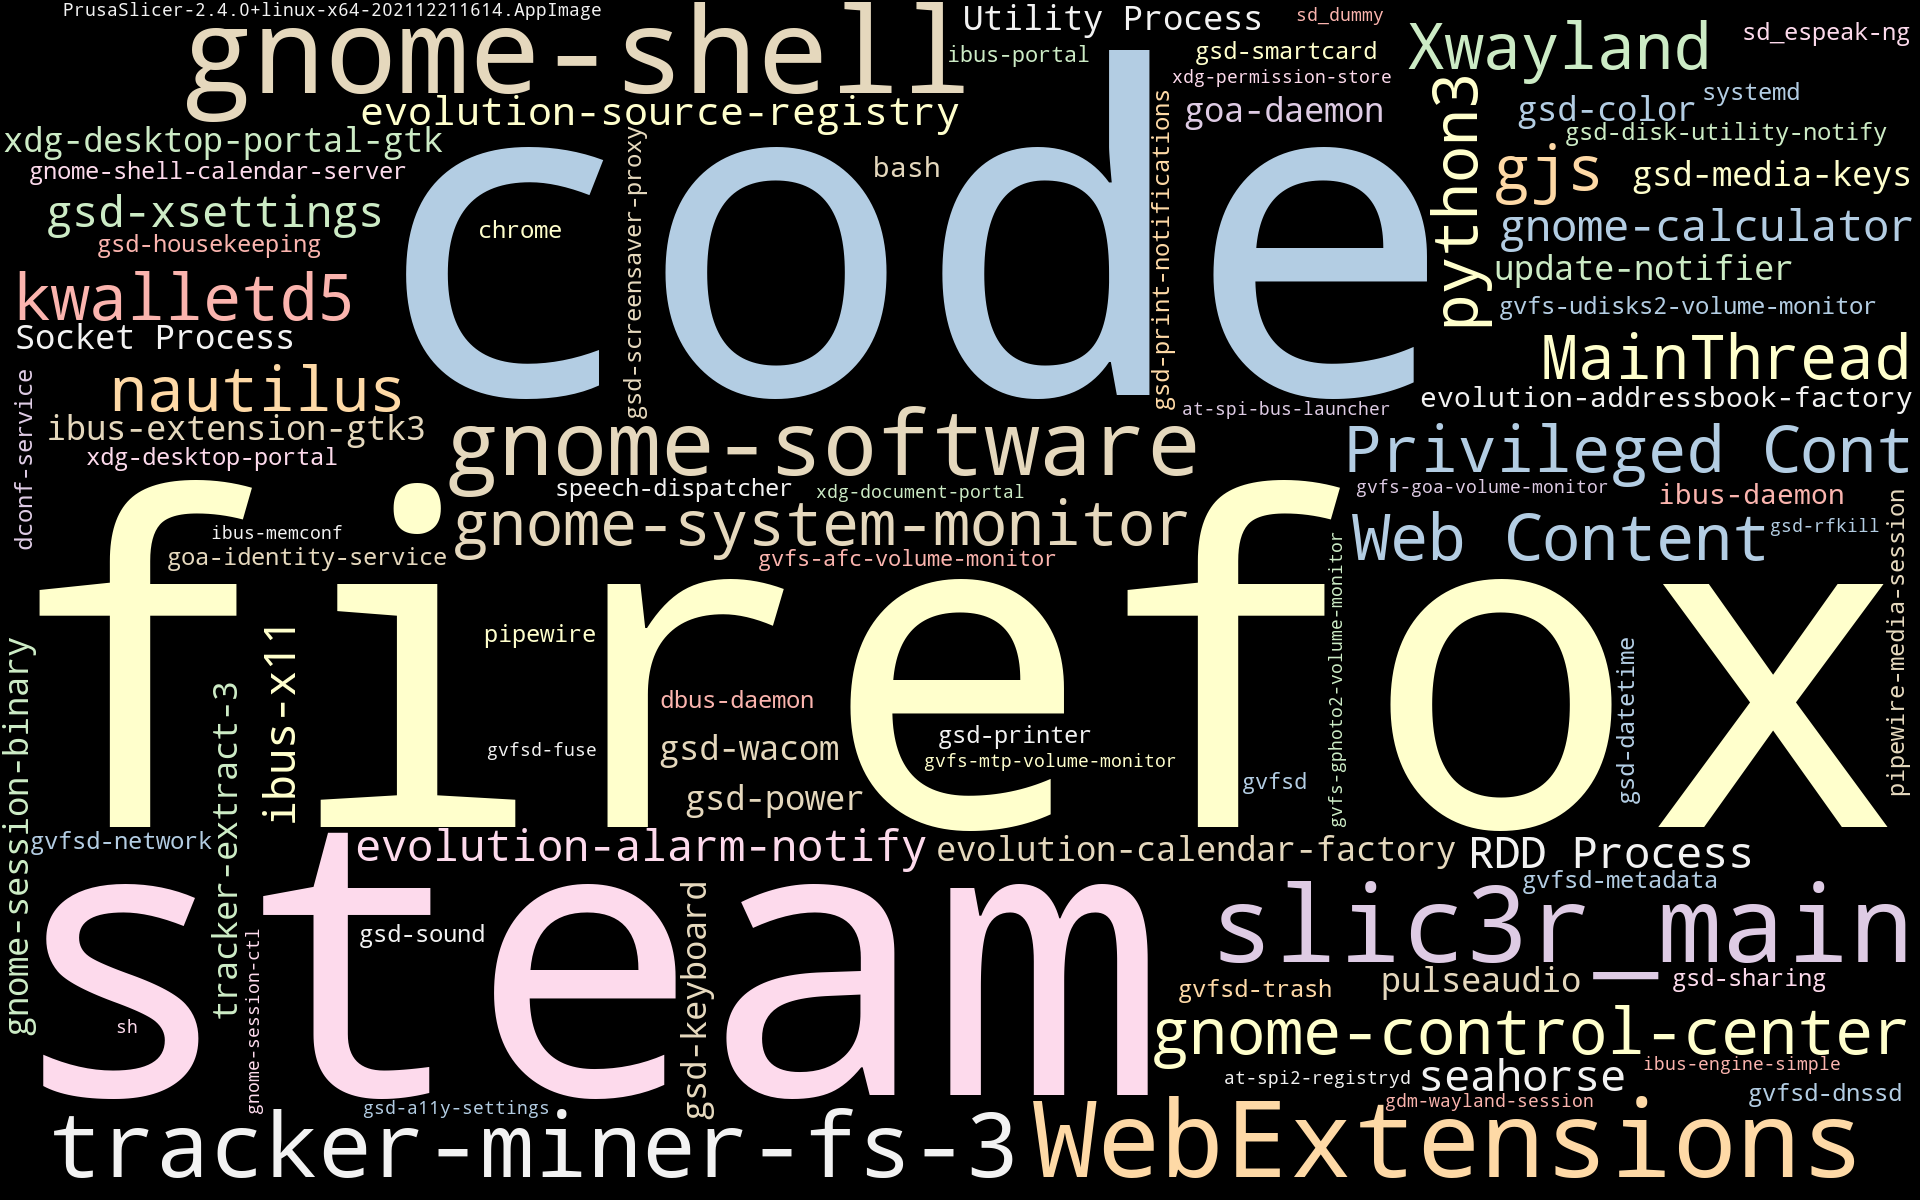 PrusaSlicer-2.4.0+linux-x64-202112211614.AppImage
gnome-shell
Utility Process
sd_dummy
Xwayland
sd_espeak-ng
ibus-portal
gsd-smartcard
xdg-permission-store
systemd
evolution-source-registry
goa-daemon
gsd-color
python3
gsd-disk-utility-notify
xdg-desktop-portal-gtk
gnome-shell-calendar-server
code
bash
gsd-screensaver-proxy
gsd-print-notifications
gjs
gsd-media-keys
gsd-xsettings
chrome
gnome-calculator
gsd-housekeeping
update-notifier
kwalletd5
gvfs-udisks2-volume-monitor
Socket Process
MainThread
nautilus
evolution-addressbook-factory
dconf-service
at-spi-bus-launcher
ibus-extension-gtk3
gnome-software
Privileged Cont
xdg-desktop-portal
speech-dispatcher
xdg-document-portal
gvfs-goa-volume-monitor
ibus-daemon
gnome-system-monitor
Web Content
gsd-rfkill
ibus-memconf
goa-identity-service
gvfs-afc-volume-monitor
pipewire-media-session
gvfs-gphoto2-volume-monitor
firefox
pipewire
ibus-x11
gnome-session-binary
tracker-extract-3
dbus-daemon
gsd-datetime
gsd-wacom
gsd-printer
gvfsd-fuse
gvfs-mtp-volume-monitor
gvfsd
gsd-power
gvfsd-network
evolution-alarm-notify
evolution-calendar-factory
RDD Process
gvfsd-metadata
steam
gsd-sound
gsd-keyboard
slic3r_main
gnome-session-ctl
gvfsd-trash
pulseaudio
gsd-sharing
sh
gnome-control-center
at-spi2-registryd
seahorse
ibus-engine-simple
gsd-a11y-settings
gdm-wayland-session
gvfsd-dnssd
tracker-miner-fs-3
WebExtensions